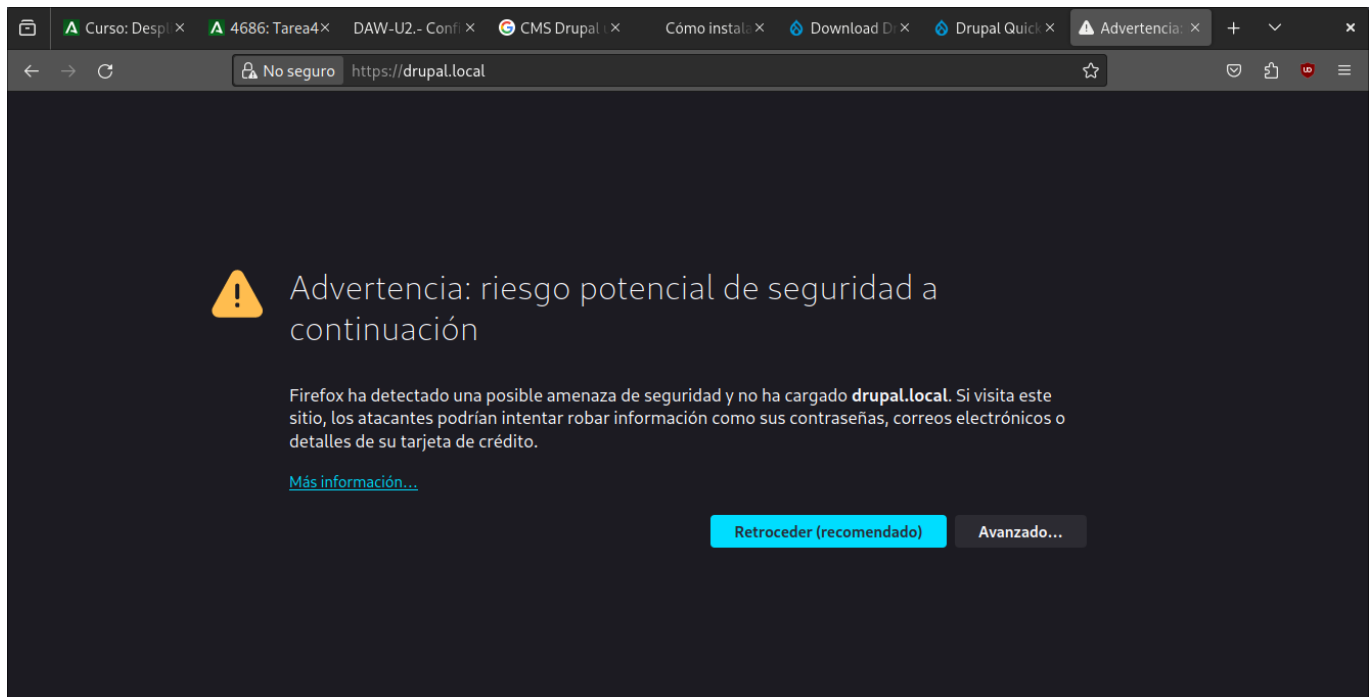 Curso: Despl
4686: Tarea4
DAW-U2.- Confi
CMS Drupal
Cómo instala
Download Dr
Drupal Quick
Advertencia:
No seguro
https://drupal.local
Advertencia: riesgo potencial de seguridad a
continuación
Firefox ha detectado una posible amenaza de seguridad y no ha cargado drupal.local. Si visita este
sitio, los atacantes podrían intentar robar información como sus contraseñas, correos electrónicos o
detalles de su tarjeta de crédito.
Más información...
Retroceder (recomendado)
Avanzado...